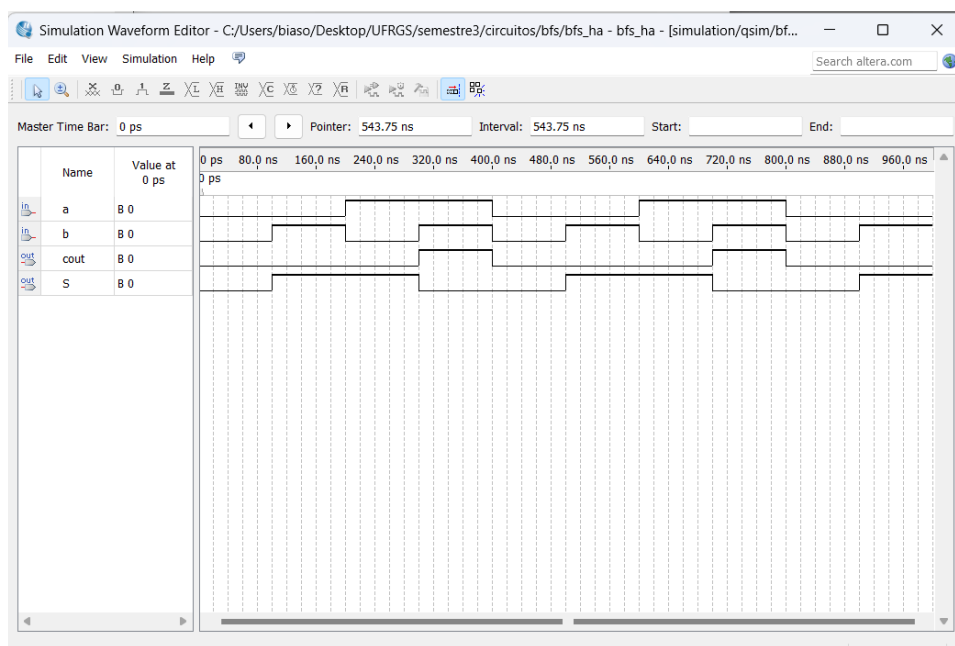 Simulation Waveform Editor - C:/Users/biaso/Desktop/UFRGS/semestre3/circuitos/bfs/bfs_ha - bfs_ha - [simulation/qsim/bf...
File Edit View Simulation Help
Search altera.com
Master Time Bar: 0 ps Pointer: 543.75 ns Interval: 543.75 ns Start: End:
Name Value at 0 ps
0 ps 80.0 ns 160.0 ns 240.0 ns 320.0 ns 400.0 ns 480.0 ns 560.0 ns 640.0 ns 720.0 ns 800.0 ns 880.0 ns 960.0 ns
0 ps
in a B 0
in b B 0
out cout B 0
out S B 0